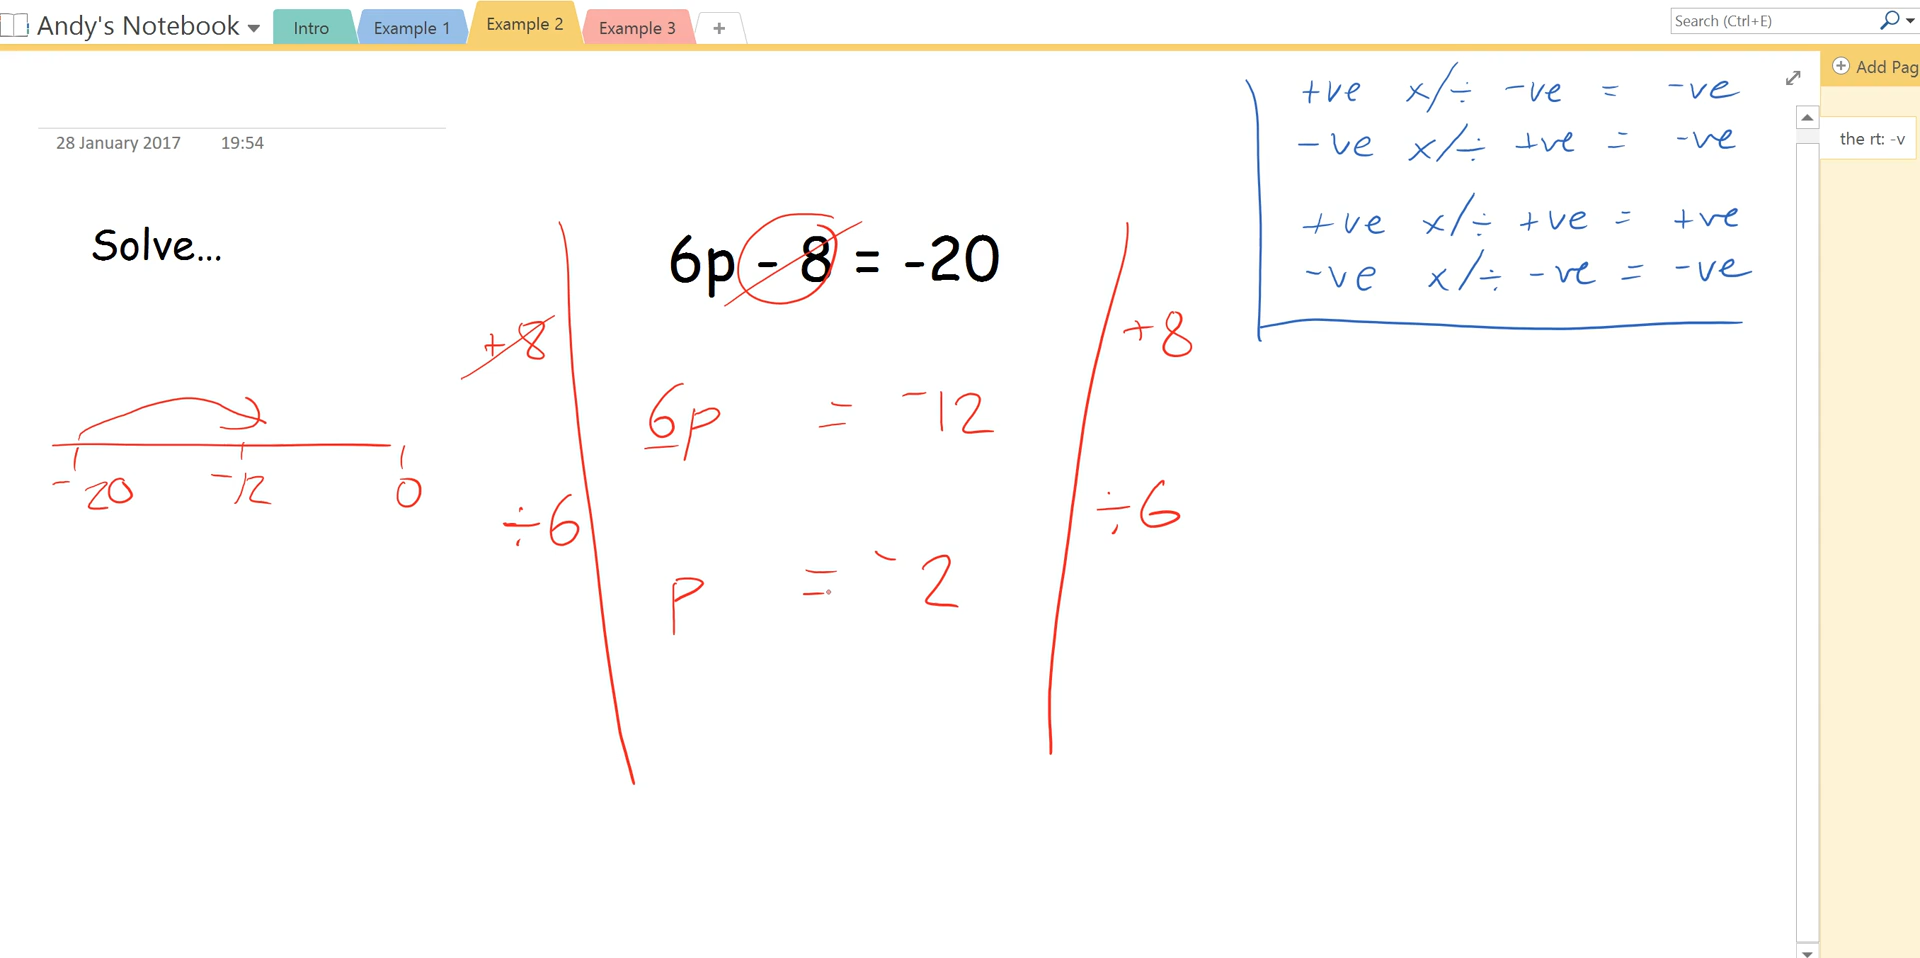 Andy's Notebook Intro Example 1 Example 2 Example 3 +
Search (Ctrl+E)
Add Pag
the rt: -v
28 January 2017 19:54
+ve x/÷ -ve = -ve
-ve x/÷ +ve = -ve
+ve x/÷ +ve = +ve
-ve x/÷ -ve = -ve
Solve...
6p - 8 = -20
+8 +8
6p = -12
-20 -12 0
÷6 ÷6
p = -2